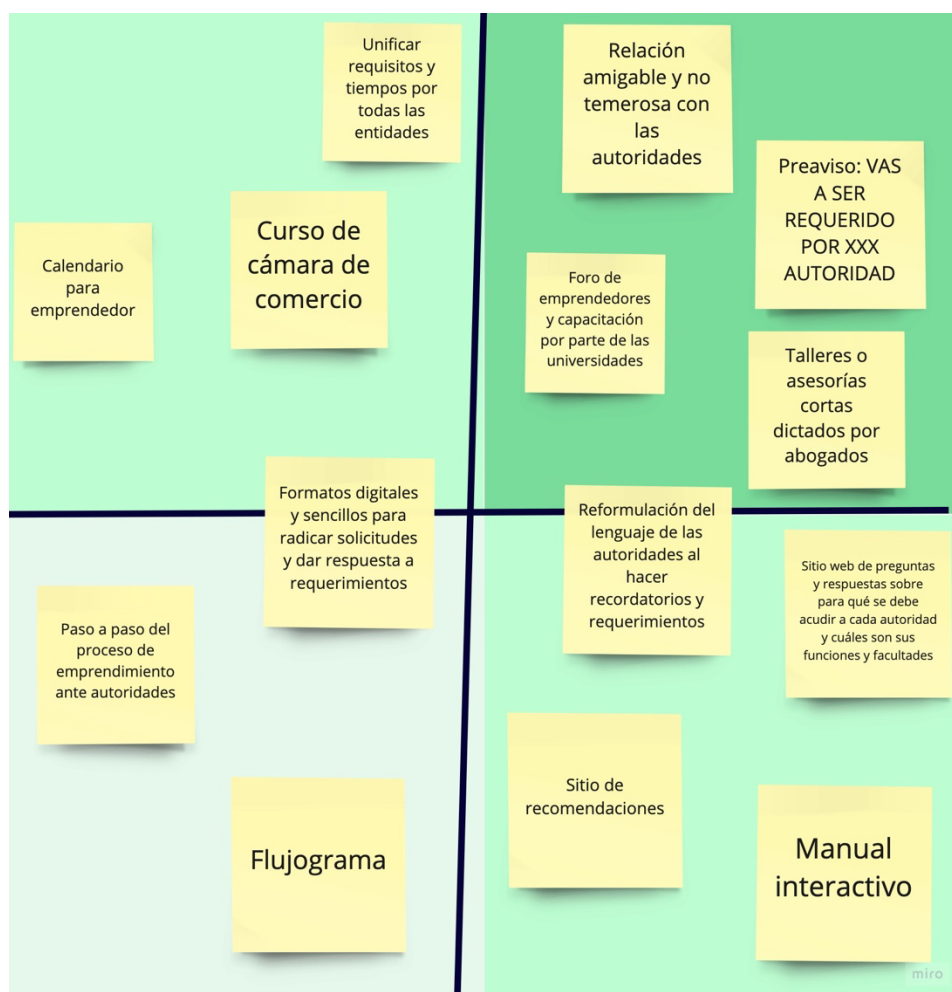 Unificar
requisitos y
tiempos por
todas las
entidades
Calendario
para
emprendedor
Curso de
cámara de
comercio
Relación
amigable y no
temerosa con
las
autoridades
Preaviso: VAS
A SER
REQUERIDO
POR XXX
AUTORIDAD
Foro de
emprendedores
y capacitación
por parte de las
universidades
Talleres o
asesorías
cortas
dictados por
abogados
Formatos digitales
y sencillos para
radicar solicitudes
y dar respuesta a
requerimientos
Paso a paso del
proceso de
emprendimiento
ante autoridades
Flujograma
Reformulación del
lenguaje de las
autoridades al
hacer
recordatorios y
requerimientos
Sitio web de preguntas
y respuestas sobre
para qué se debe
acudir a cada autoridad
y cuáles son sus
funciones y facultades
Sitio de
recomendaciones
Manual
interactivo
miro